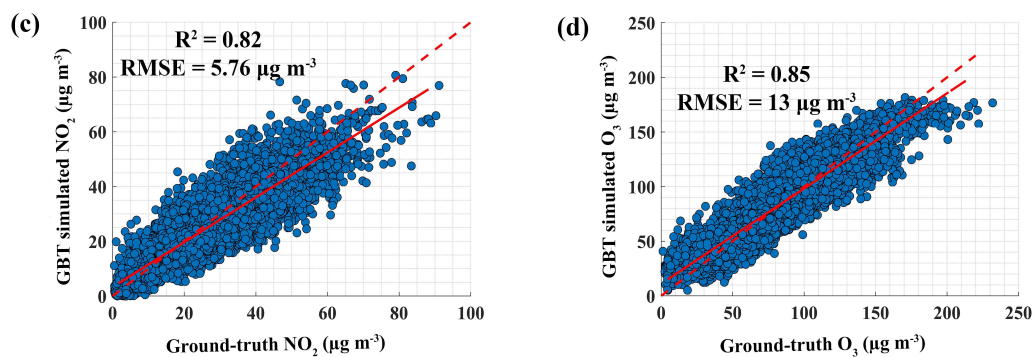 (c)
R² = 0.82
RMSE = 5.76 µg m⁻³
GBT simulated NO₂ (µg m⁻³)
100
80
60
40
20
0
0 20 40 60 80 100
Ground-truth NO₂ (µg m⁻³)
(d)
R² = 0.85
RMSE = 13 µg m⁻³
GBT simulated O₃ (µg m⁻³)
250
200
150
100
50
0
0 50 100 150 200 250
Ground-truth O₃ (µg m⁻³)